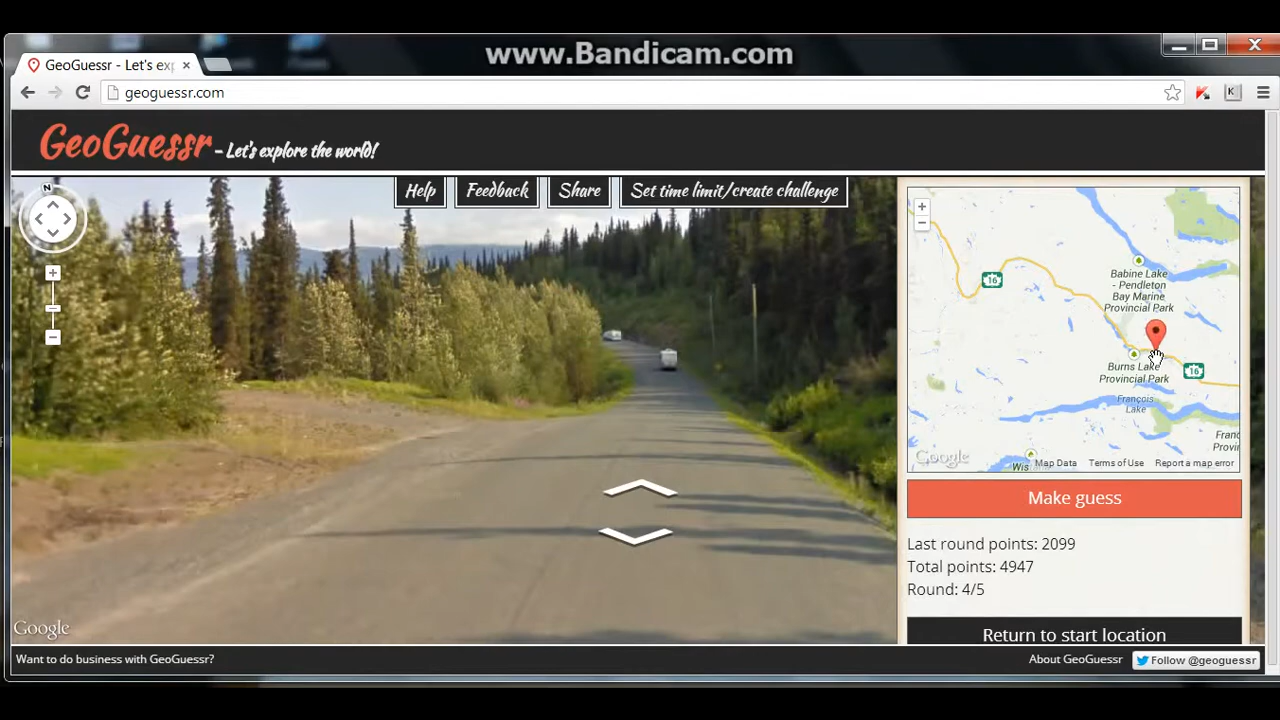 www.Bandicam.com
GeoGuessr - Let's exp
geoguessr.com
K
GeoGuessr - Let's explore the world!
N
Help
Feedback
Share
Set time limit/create challenge
+
-
+
-
16
Babine Lake
- Pendleton
Bay Marine
Provincial Park
Burns Lake
Provincial Park
16
François
Lake
Franc
Provi
Wis
Google
Map Data
Terms of Use
Report a map error
Make guess
Last round points: 2099
Total points: 4947
Round: 4/5
Return to start location
Google
Want to do business with GeoGuessr?
About GeoGuessr
Follow @geoguessr